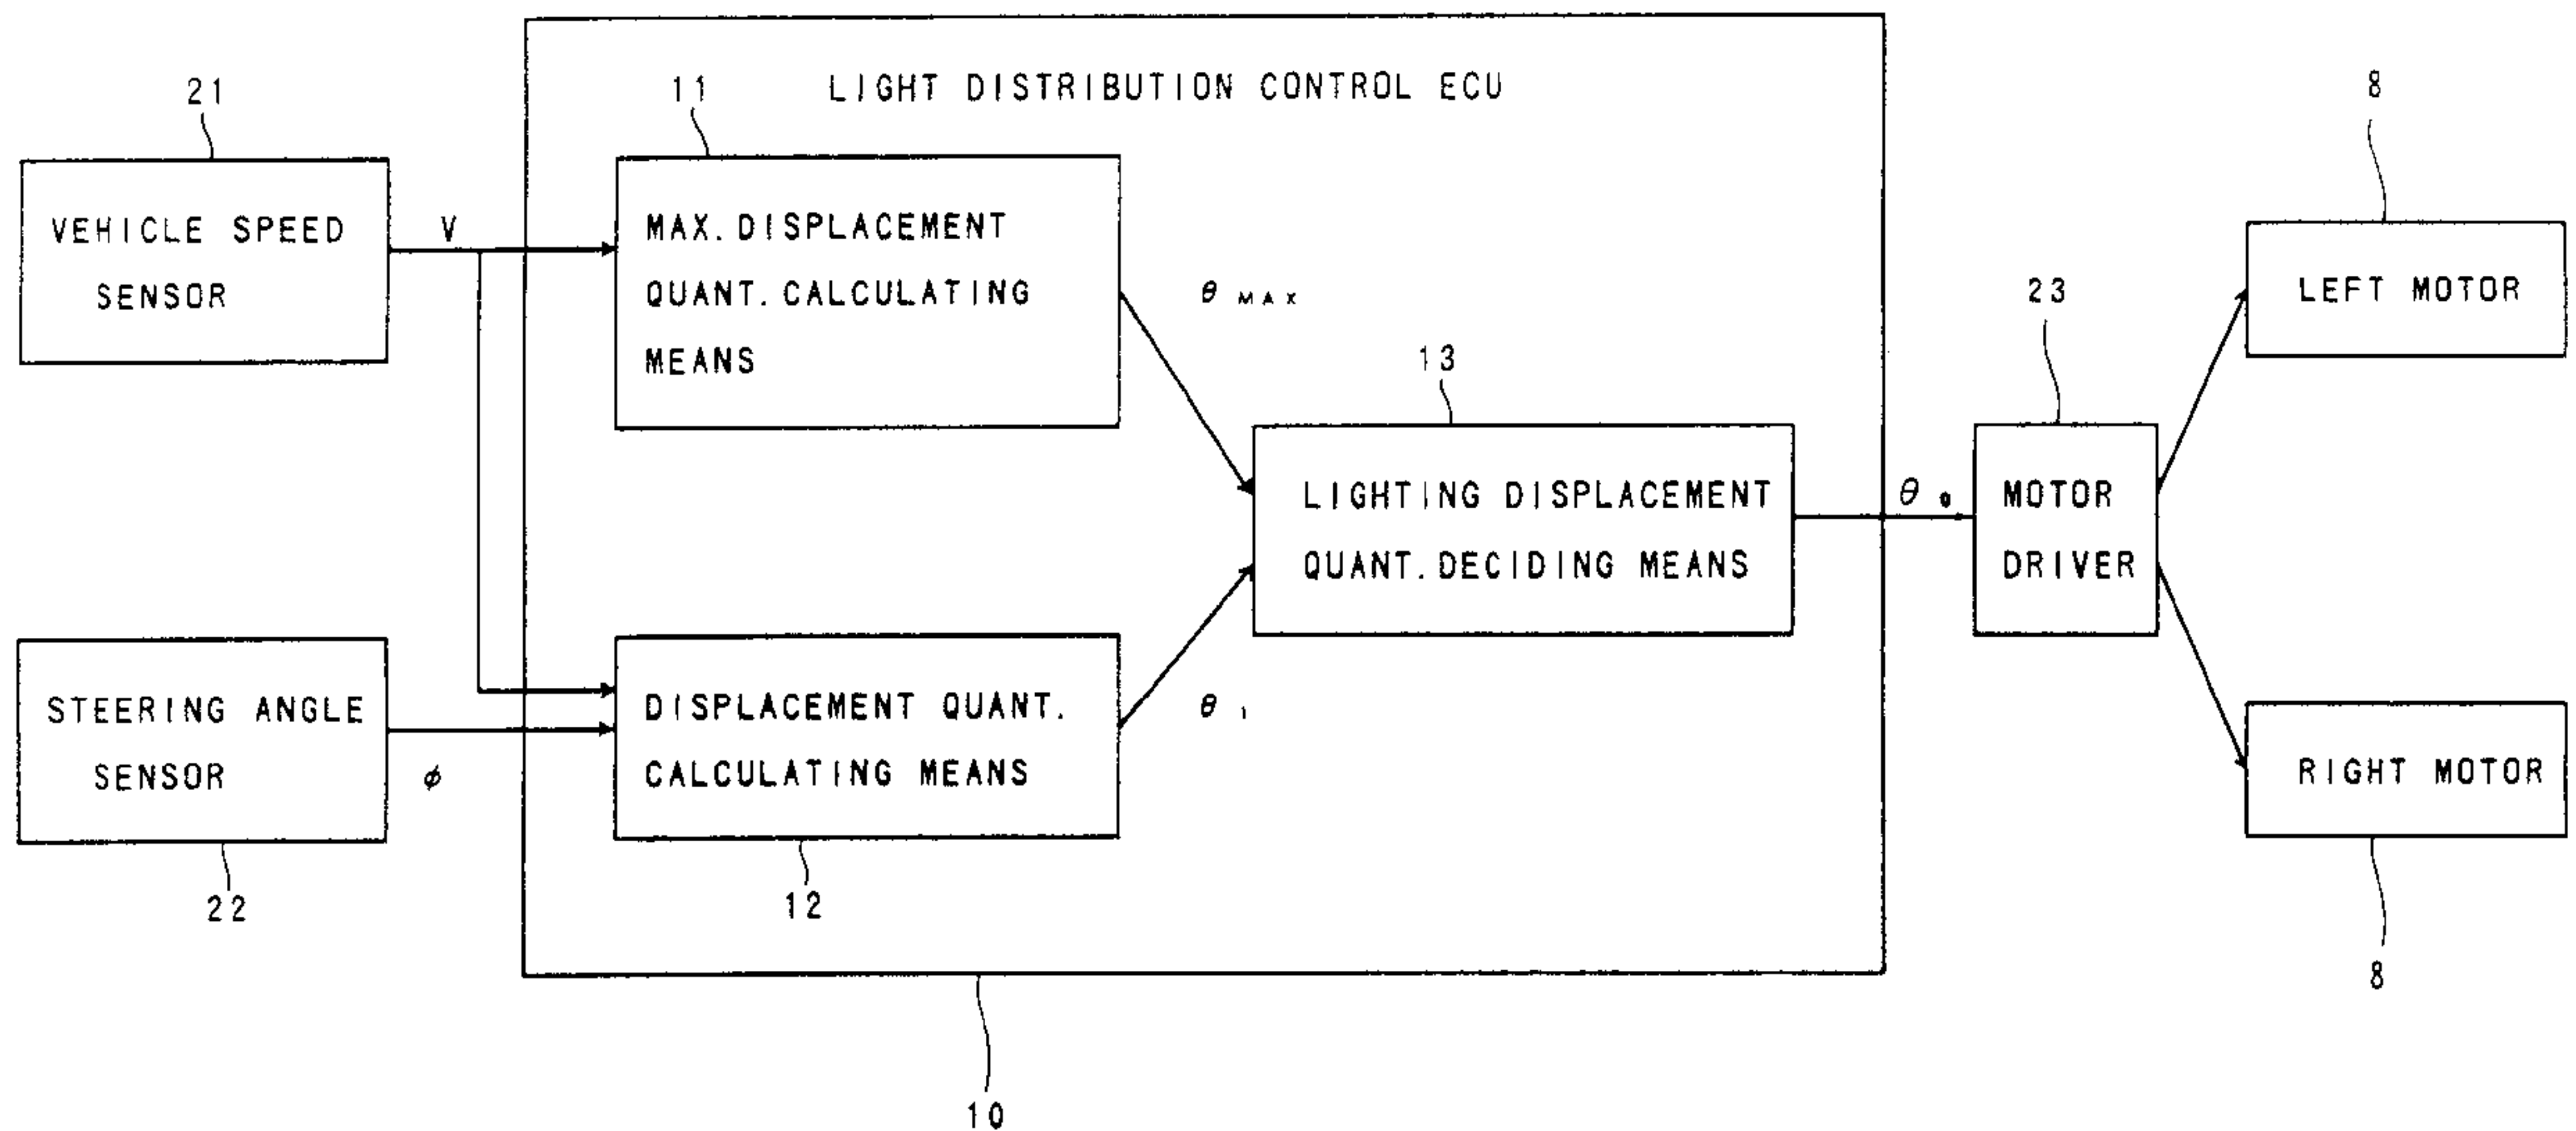 LIGHT DISTRIBUTION CONTROL ECU
21
11
8
VEHICLE SPEED
SENSOR
V
MAX.DISPLACEMENT
QUANT.CALCULATING
MEANS
θ MAX
13
23
LEFT MOTOR
LIGHTING DISPLACEMENT
QUANT.DECIDING MEANS
θ 0
MOTOR
DRIVER
STEERING ANGLE
SENSOR
φ
DISPLACEMENT QUANT.
CALCULATING MEANS
θ 1
RIGHT MOTOR
22
12
8
10